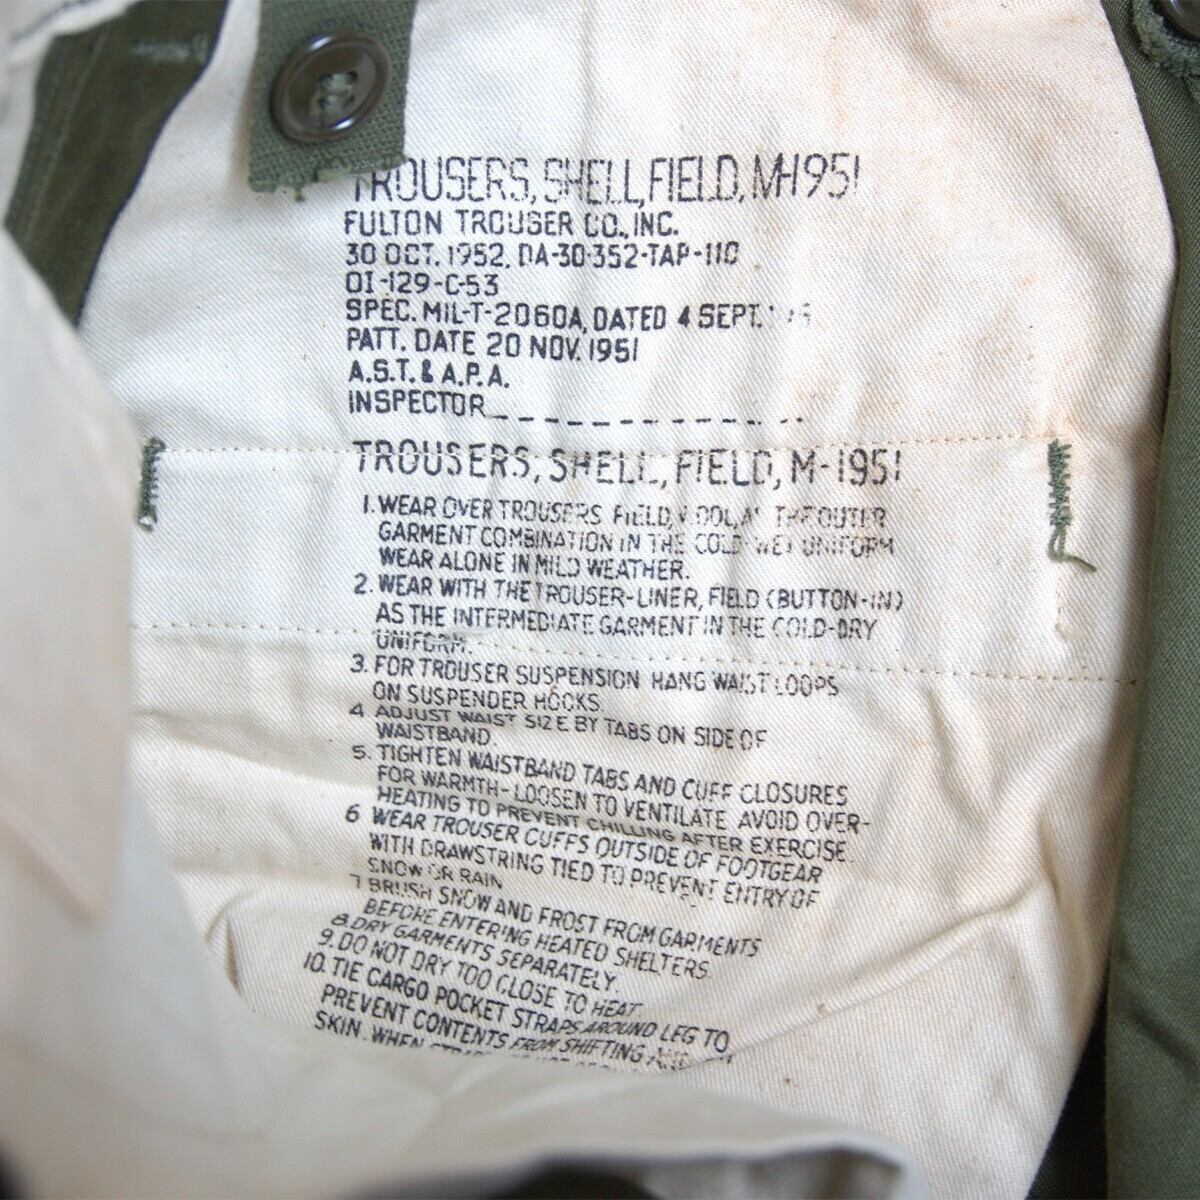 TROUSERS, SHELL, FIELD, M-1951
FULTON TROUSER CO., INC.
30 OCT. 1952, DA-30-352-TAP-110
OI-129-C-53
SPEC. MIL-T-2060A, DATED 4 SEPT.
PATT. DATE 20 NOV. 1951
A.S.T. & A.P.A.
INSPECTOR
TROUSERS, SHELL, FIELD, M-1951
1. WEAR OVER TROUSERS, FIELD, WOOL, AS THE OUTER
GARMENT COMBINATION IN THE COLD-WET UNIFORM
WEAR ALONE IN MILD WEATHER.
2. WEAR WITH THE TROUSER-LINER, FIELD (BUTTON-IN)
AS THE INTERMEDIATE GARMENT IN THE COLD-DRY
UNIFORM.
3. FOR TROUSER SUSPENSION HANG WAIST LOOPS
ON SUSPENDER HOOKS.
4 ADJUST WAIST SIZE BY TABS ON SIDE OF
WAISTBAND.
5. TIGHTEN WAISTBAND TABS AND CUFF CLOSURES
FOR WARMTH-LOOSEN TO VENTILATE AVOID OVER-
HEATING TO PREVENT CHILLING AFTER EXERCISE.
6 WEAR TROUSER CUFFS OUTSIDE OF FOOTGEAR
WITH DRAWSTRING TIED TO PREVENT ENTRY OF
SNOW OR RAIN
7 BRUSH SNOW AND FROST FROM GARMENTS
BEFORE ENTERING HEATED SHELTERS.
8. DRY GARMENTS SEPARATELY.
9. DO NOT DRY TOO CLOSE TO HEAT.
10. TIE CARGO POCKET STRAPS AROUND LEG TO
PREVENT CONTENTS FROM SHIFTING AND
SKIN. WHEN